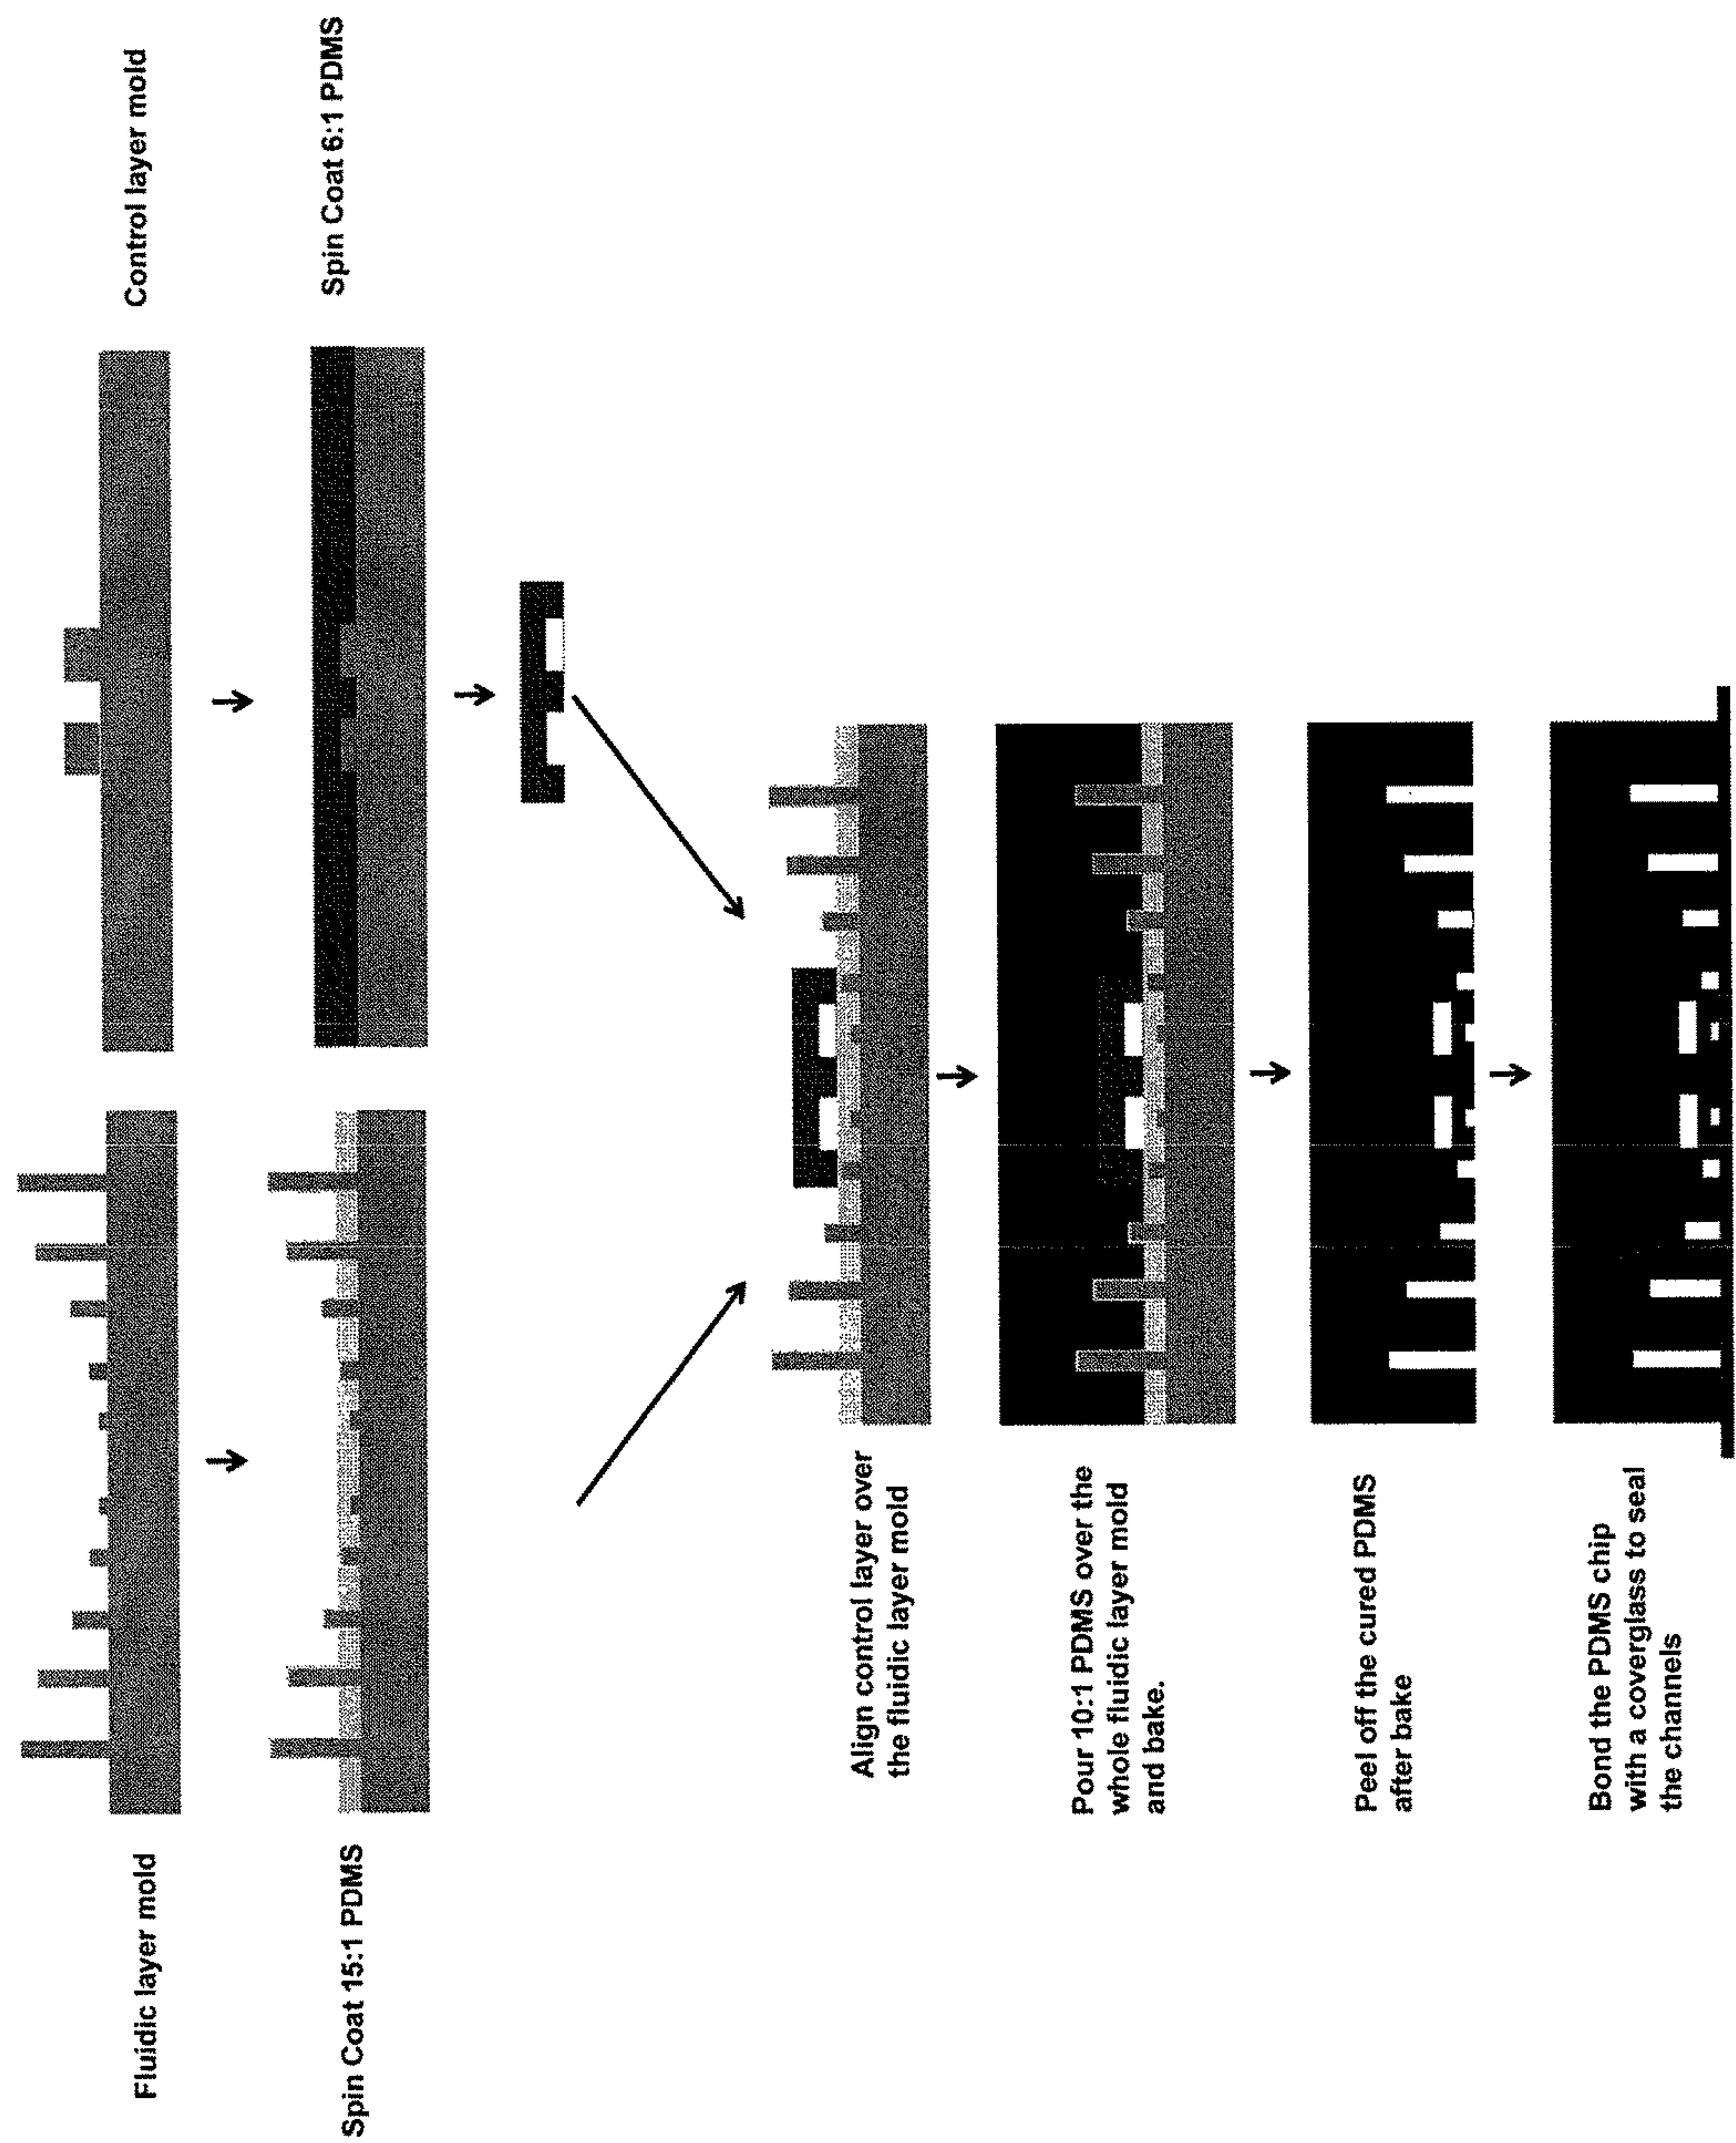 Fluidic layer mold
Control layer mold
Spin Coat 15:1 PDMS
Spin Coat 6:1 PDMS
Align control layer over
the fluidic layer mold
Pour 10:1 PDMS over the
whole fluidic layer mold
and bake.
Peel off the cured PDMS
after bake
Bond the PDMS chip
with a coverglass to seal
the channels